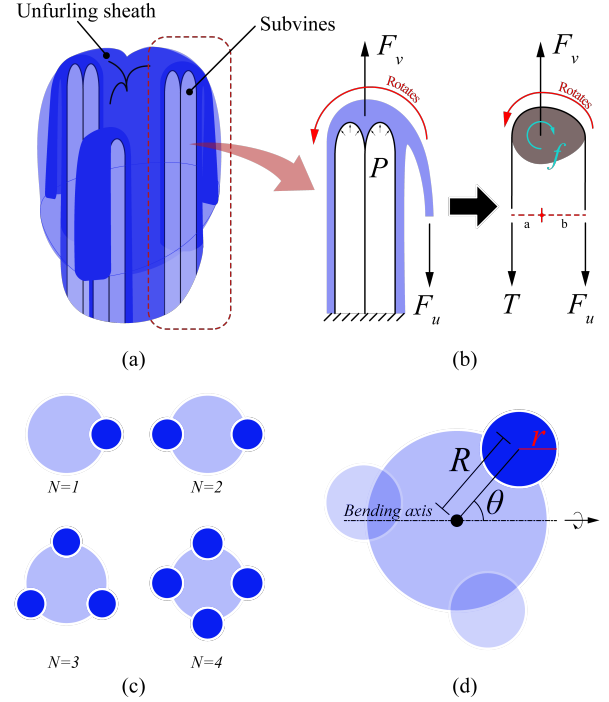 Unfurling sheath
Subvines
(a)
F_v
Rotates
P
F_u
(b)
F_v
Rotates
f
a
b
T
F_u
N=1
N=2
N=3
N=4
(c)
R
r
θ
Bending axis
(d)